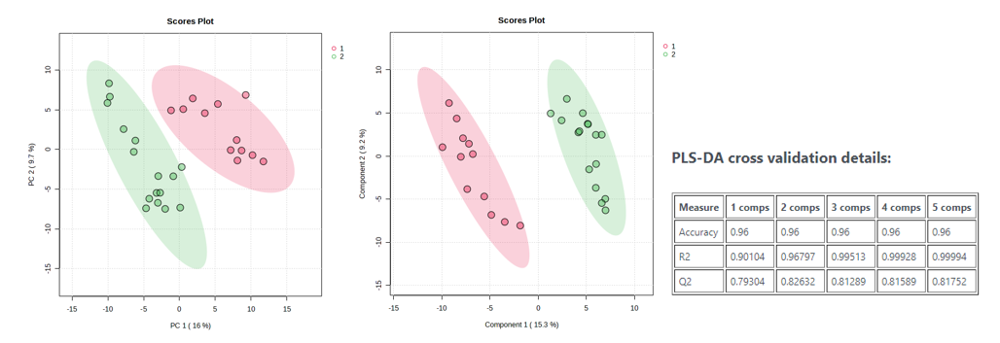 Scores Plot
1
2
10
5
0
-5
-10
-15
PC 2 ( 9.7 %)
-15
-10
-5
0
5
10
15
PC 1 ( 16 %)
Scores Plot
1
2
10
5
0
-5
-10
-15
Component 2 ( 9.2 %)
-15
-10
-5
0
5
10
Component 1 ( 15.3 %)
PLS-DA cross validation details:
Measure 1 comps 2 comps 3 comps 4 comps 5 comps
Accuracy 0.96 0.96 0.96 0.96 0.96
R2 0.90104 0.96797 0.99513 0.99928 0.99994
Q2 0.79304 0.82632 0.81289 0.81589 0.81752